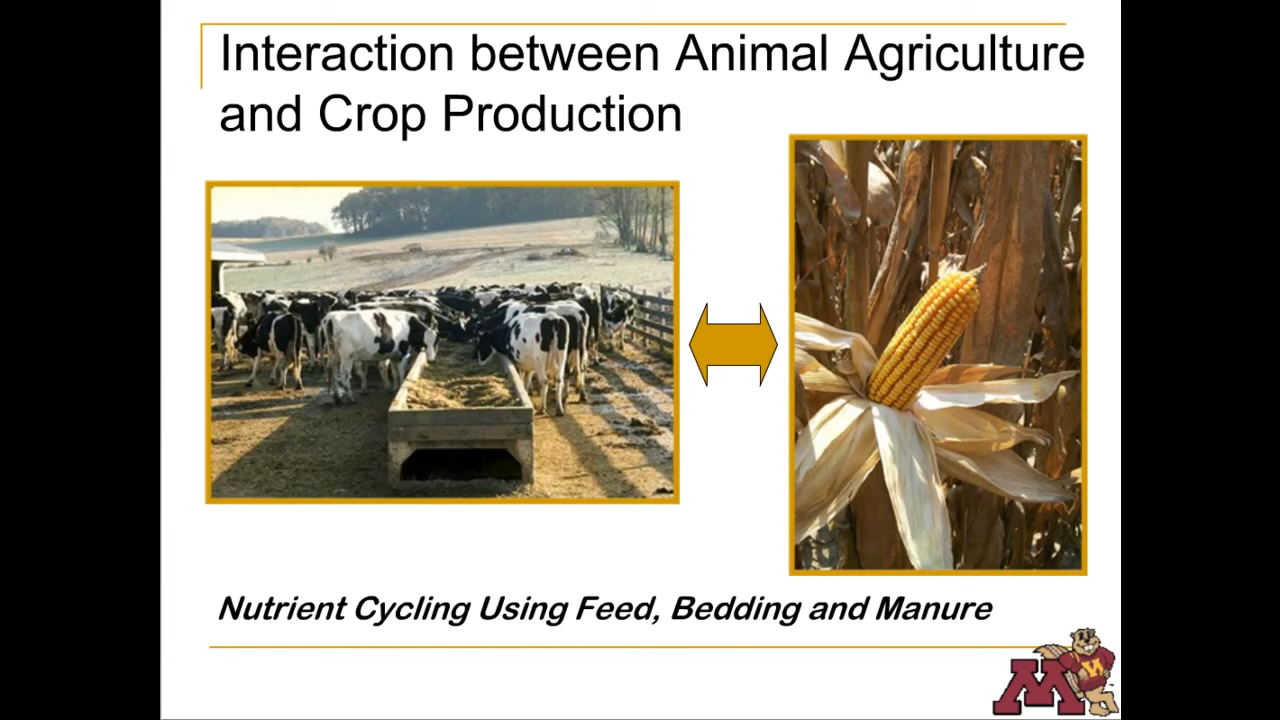 Interaction between Animal Agriculture
and Crop Production
Nutrient Cycling Using Feed, Bedding and Manure
M